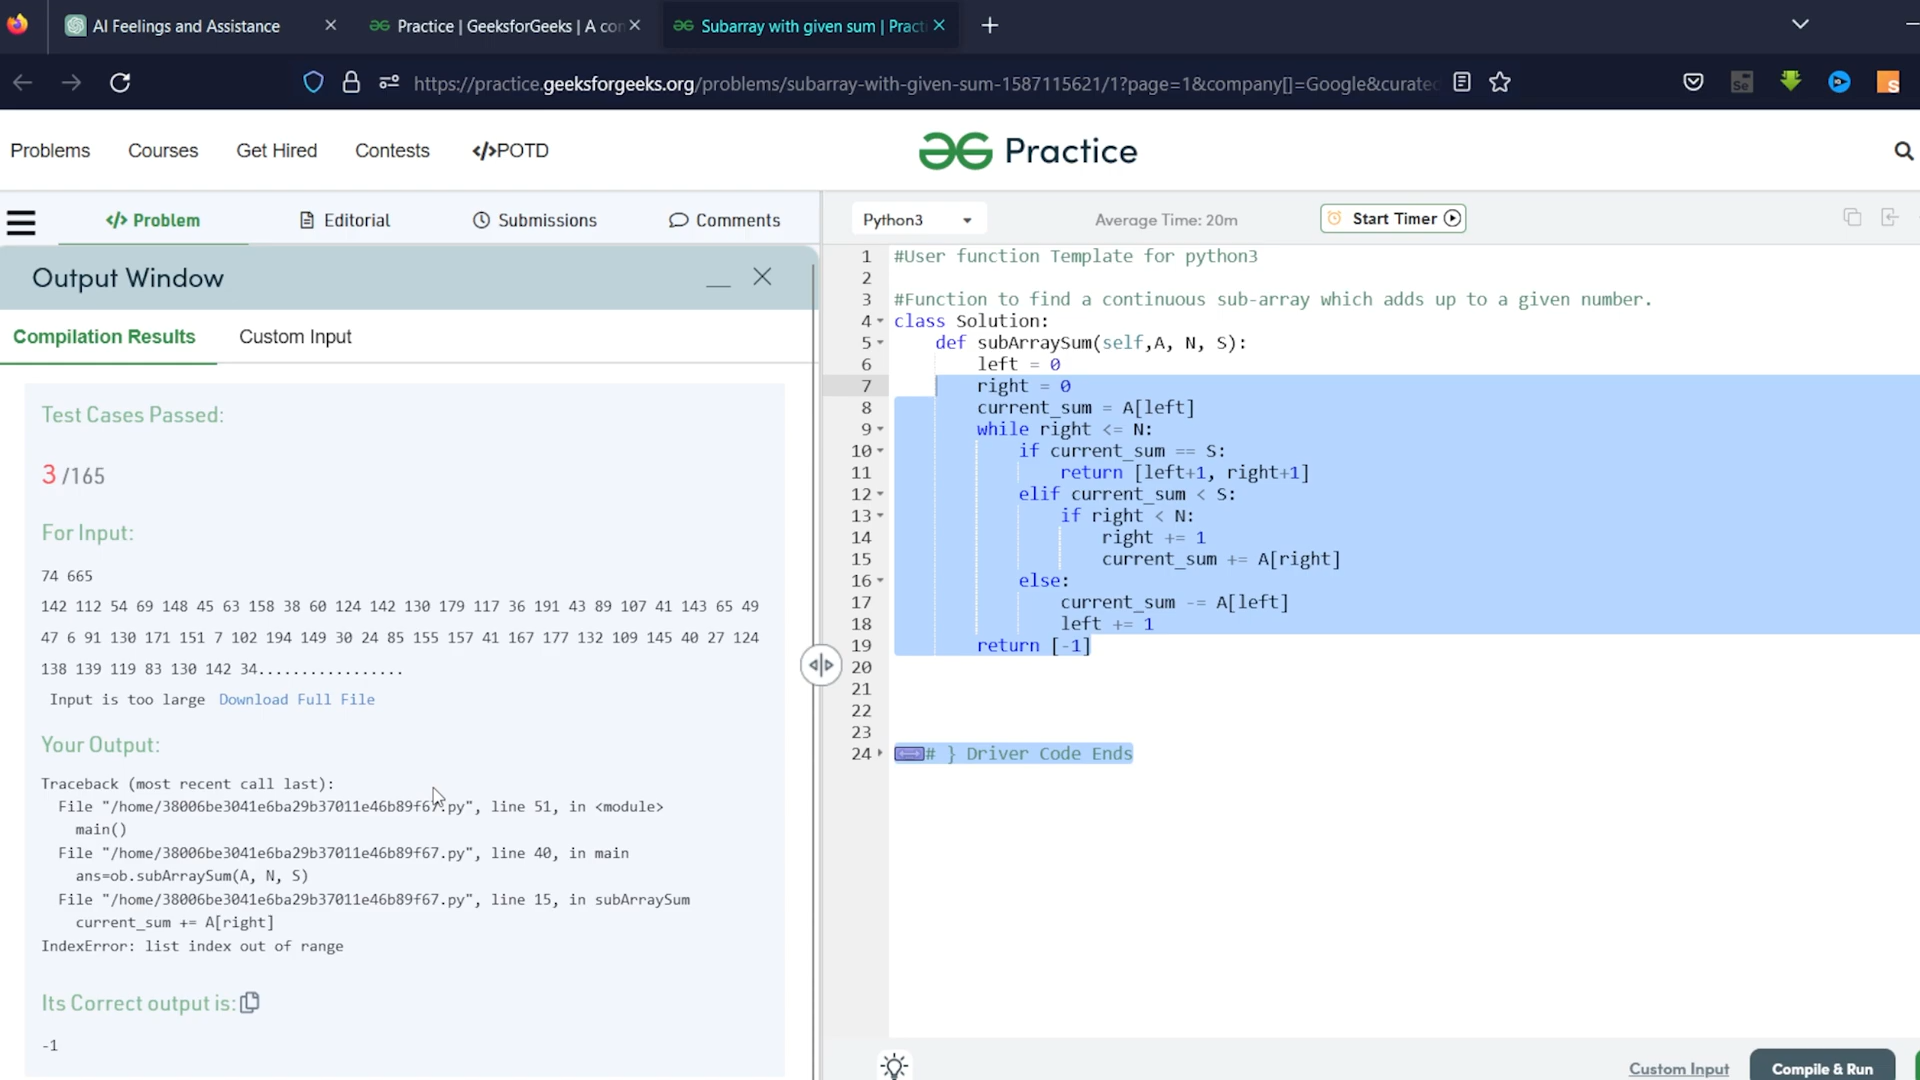 AI Feelings and Assistance
Practice | GeeksforGeeks | A con
Subarray with given sum | Pract
https://practice.geeksforgeeks.org/problems/subarray-with-given-sum-1587115621/1?page=1&company[]=Google&curated
Problems Courses Get Hired Contests </>POTD
Practice
</> Problem Editorial Submissions Comments
Python3
Average Time: 20m
Start Timer
Output Window
Compilation Results Custom Input
Test Cases Passed:
3 /165
For Input:
74 665
142 112 54 69 148 45 63 158 38 60 124 142 130 179 117 36 191 43 89 107 41 143 65 49
47 6 91 130 171 151 7 102 194 149 30 24 85 155 157 41 167 177 132 109 145 40 27 124
138 139 119 83 130 142 34.................
Input is too large Download Full File
Your Output:
Traceback (most recent call last):
File "/home/38006be3041e6ba29b37011e46b89f67.py", line 51, in <module>
main()
File "/home/38006be3041e6ba29b37011e46b89f67.py", line 40, in main
ans=ob.subArraySum(A, N, S)
File "/home/38006be3041e6ba29b37011e46b89f67.py", line 15, in subArraySum
current_sum += A[right]
IndexError: list index out of range
Its Correct output is:
-1
1 #User function Template for python3
2
3 #Function to find a continuous sub-array which adds up to a given number.
4 class Solution:
5 def subArraySum(self,A, N, S):
6 left = 0
7 right = 0
8 current_sum = A[left]
9 while right <= N:
10 if current_sum == S:
11 return [left+1, right+1]
12 elif current_sum < S:
13 if right < N:
14 right += 1
15 current_sum += A[right]
16 else:
17 current_sum -= A[left]
18 left += 1
19 return [-1]
20
21
22
23
24 # } Driver Code Ends
Custom Input
Compile & Run